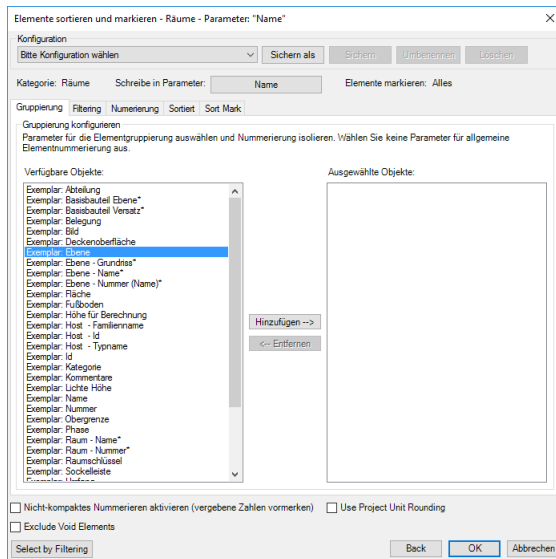 Elemente sortieren und markieren - Räume - Parameter: "Name"
Konfiguration
Bitte Konfiguration wählen
Sichern als
Sichern
Umbenennen
Löschen
Kategorie: Räume
Schreibe in Parameter:
Name
Elemente markieren: Alles
Gruppierung
Filtering
Numerierung
Sortiert
Sort Mark
Gruppierung konfigurieren
Parameter für die Elementgruppierung auswählen und Nummerierung isolieren. Wählen Sie keine Parameter für allgemeine
Elementnummerierung aus.
Verfügbare Objekte:
Ausgewählte Objekte:
Exemplar: Abteilung
Exemplar: Basisbauteil Ebene*
Exemplar: Basisbauteil Versatz*
Exemplar: Belegung
Exemplar: Bild
Exemplar: Deckenoberfläche
Exemplar: Ebene
Exemplar: Ebene - Grundriss*
Exemplar: Ebene - Name*
Exemplar: Ebene - Nummer (Name)*
Exemplar: Fläche
Exemplar: Fußboden
Exemplar: Höhe für Berechnung
Exemplar: Host - Familienname
Exemplar: Host - Id
Exemplar: Host - Typname
Exemplar: Id
Exemplar: Kategorie
Exemplar: Kommentare
Exemplar: Lichte Höhe
Exemplar: Name
Exemplar: Nummer
Exemplar: Obergrenze
Exemplar: Phase
Exemplar: Raum - Name*
Exemplar: Raum - Nummer*
Exemplar: Raumschlüssel
Exemplar: Sockelleiste
Exemplar: Umfang
Hinzufügen -->
<-- Entfernen
Nicht-kompaktes Nummerieren aktivieren (vergebene Zahlen vormerken)
Use Project Unit Rounding
Exclude Void Elements
Select by Filtering
Back
OK
Abbrechen